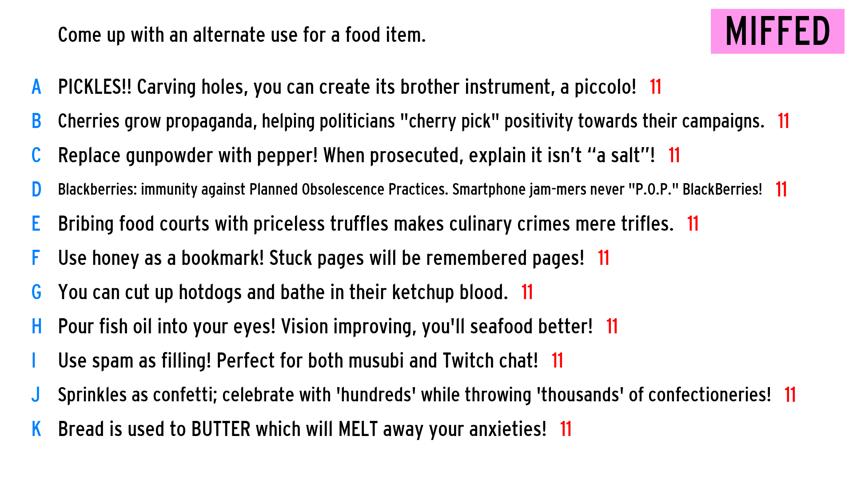 Come up with an alternate use for a food item.
MIFFED
A PICKLES!! Carving holes, you can create its brother instrument, a piccolo! 11
B Cherries grow propaganda, helping politicians "cherry pick" positivity towards their campaigns. 11
C Replace gunpowder with pepper! When prosecuted, explain it isn't “a salt”! 11
D Blackberries: immunity against Planned Obsolescence Practices. Smartphone jam-mers never "P.O.P." BlackBerries! 11
E Bribing food courts with priceless truffles makes culinary crimes mere trifles. 11
F Use honey as a bookmark! Stuck pages will be remembered pages! 11
G You can cut up hotdogs and bathe in their ketchup blood. 11
H Pour fish oil into your eyes! Vision improving, you'll seafood better! 11
I Use spam as filling! Perfect for both musubi and Twitch chat! 11
J Sprinkles as confetti; celebrate with 'hundreds' while throwing 'thousands' of confectioneries! 11
K Bread is used to BUTTER which will MELT away your anxieties! 11